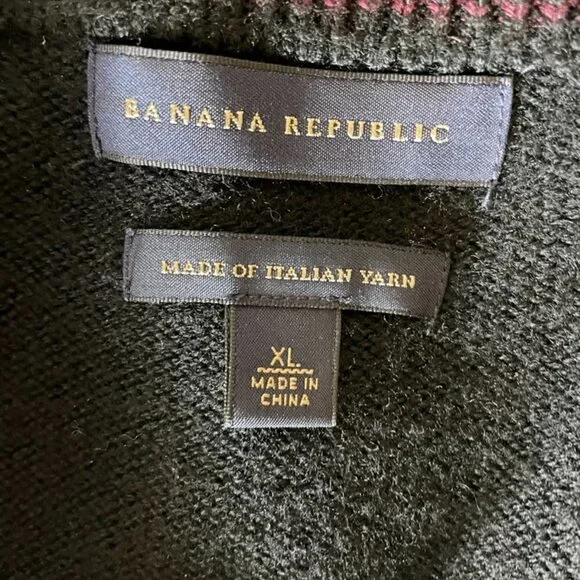 BANANA REPUBLIC
MADE OF ITALIAN YARN
XL
MADE IN
CHINA